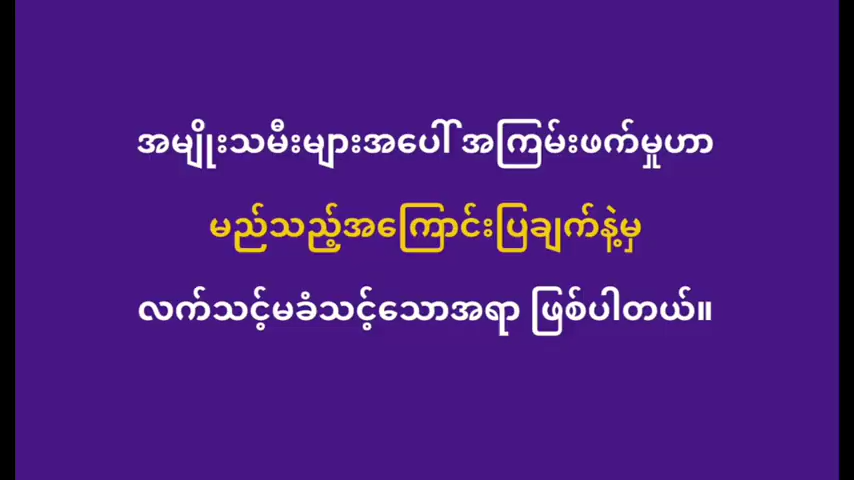 အမျိုးသမီးများအပေါ် အကြမ်းဖက်မှုဟာ
မည်သည့်အကြောင်းပြချက်နဲ့မှ
လက်သင့်မခံသင့်သောအရာ ဖြစ်ပါတယ်။